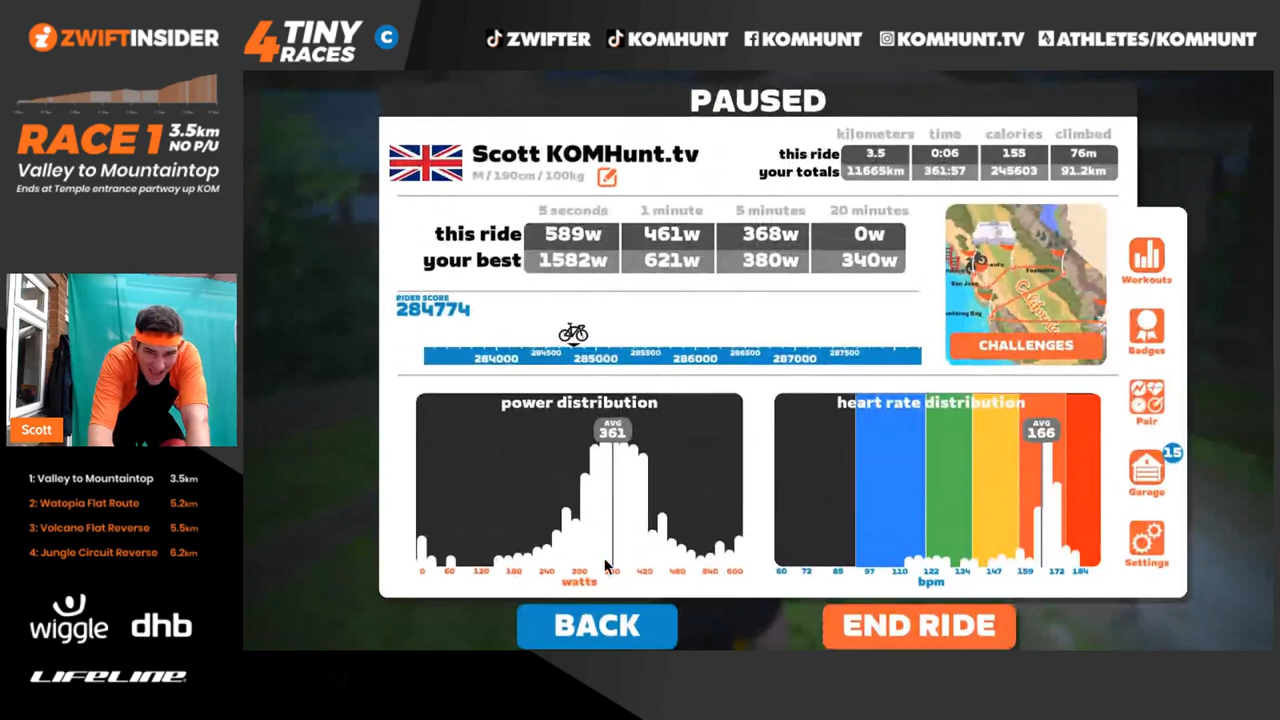 ZWIFTINSIDER
4 TINY RACES
C
ZWIFTER
KOMHUNT
KOMHUNT
KOMHUNT.TV
ATHLETES/KOMHUNT
RACE 1
3.5km
NO P/U
Valley to Mountaintop
Ends at Temple entrance partway up KOM
Scott
1: Valley to Mountaintop 3.5km
2: Watopia Flat Route 5.2km
3: Volcano Flat Reverse 5.5km
4: Jungle Circuit Reverse 6.2km
wiggle dhb
LIFELINE
PAUSED
Scott KOMHunt.tv
M / 190cm / 100kg
kilometers time calories climbed
this ride 3.5 0:06 155 76m
your totals 11665km 361:57 245603 91.2km
5 seconds 1 minute 5 minutes 20 minutes
this ride 589w 461w 368w 0w
your best 1582w 621w 380w 340w
RIDER SCORE
284774
284000 284500 285000 285500 286000 286500 287000 287500
California
CHALLENGES
power distribution
AVG
361
0 60 120 180 240 200 420 480 540 600
watts
heart rate distribution
AVG
166
60 72 85 97 110 122 134 147 159 172 184
bpm
Workouts
Badges
Pair
15
Garage
Settings
BACK
END RIDE